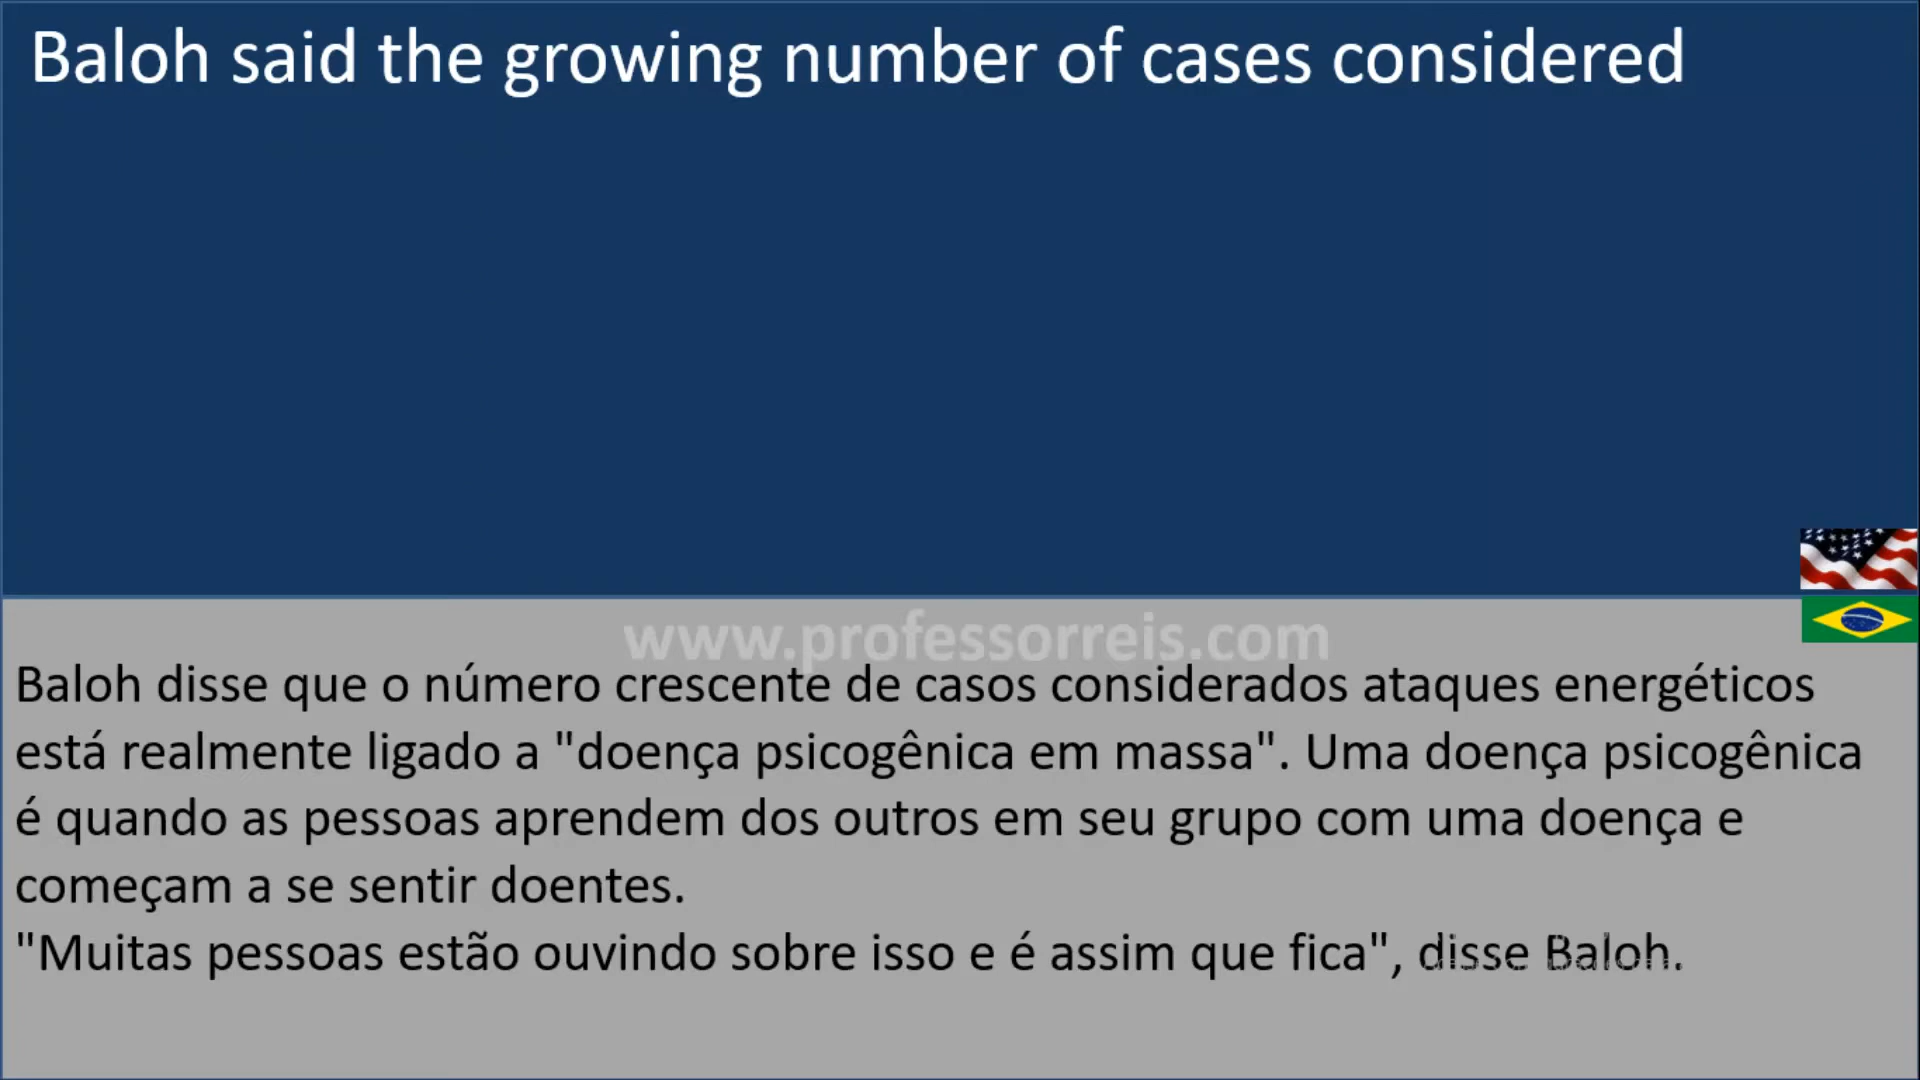 Baloh said the growing number of cases considered
www.professorreis.com
Baloh disse que o número crescente de casos considerados ataques energéticos
está realmente ligado a "doença psicogênica em massa". Uma doença psicogênica
é quando as pessoas aprendem dos outros em seu grupo com uma doença e
começam a se sentir doentes.
"Muitas pessoas estão ouvindo sobre isso e é assim que fica", disse Baloh.